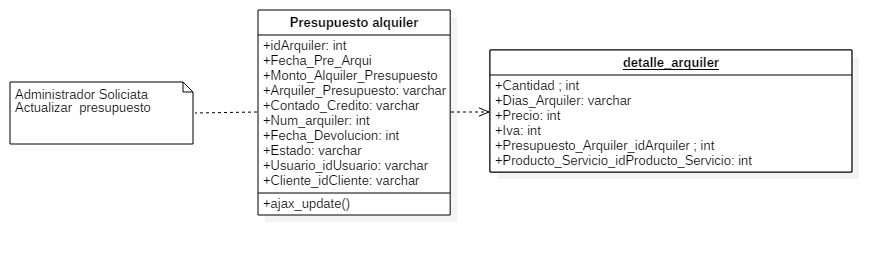 Administrador Soliciata
Actualizar presupuesto
Presupuesto alquiler
+idArquiler: int
+Fecha_Pre_Arqui
+Monto_Alquiler_Presupuesto
+Arquiler_Presupuesto: varchar
+Contado_Credito: varchar
+Num_arquiler: int
+Fecha_Devolucion: int
+Estado: varchar
+Usuario_idUsuario: varchar
+Cliente_idCliente: varchar
+ajax_update()
detalle_arquiler
+Cantidad ; int
+Dias_Arquiler: varchar
+Precio: int
+Iva: int
+Presupuesto_Arquiler_idArquiler ; int
+Producto_Servicio_idProducto_Servicio: int